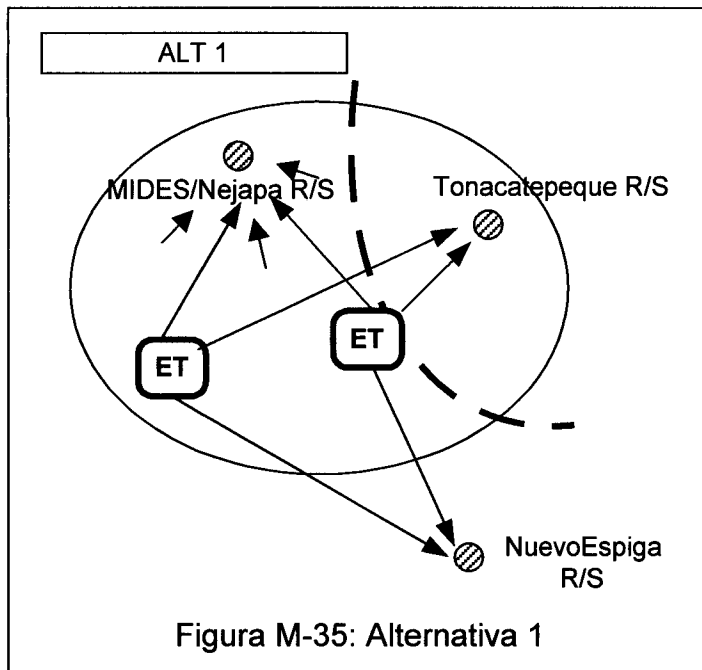 ALT 1
MIDES/Nejapa R/S
Tonacatepeque R/S
ET
ET
NuevoEspiga
R/S
Figura M-35: Alternativa 1